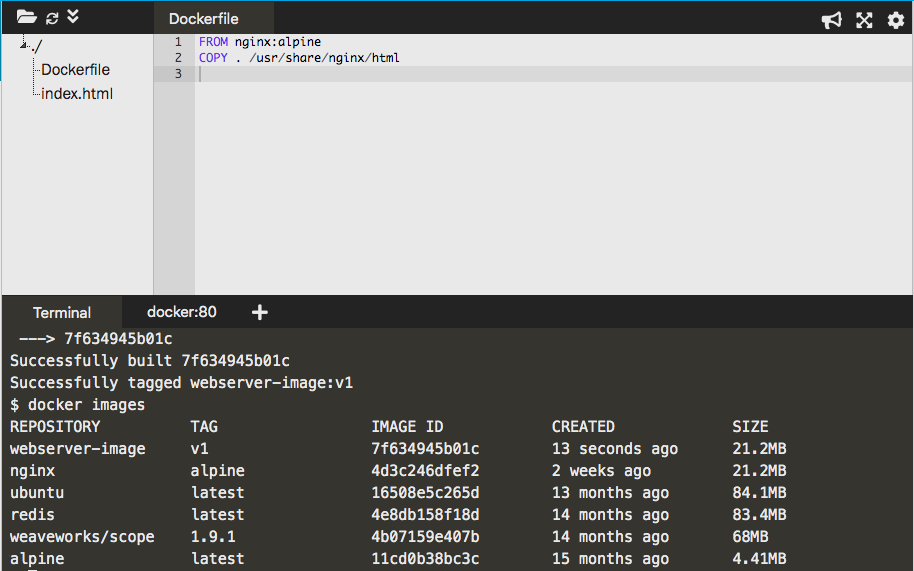 Dockerfile
./
Dockerfile
index.html
1 FROM nginx:alpine
2 COPY . /usr/share/nginx/html
3
Terminal docker:80 +
---> 7f634945b01c
Successfully built 7f634945b01c
Successfully tagged webserver-image:v1
$ docker images
REPOSITORY TAG IMAGE ID CREATED SIZE
webserver-image v1 7f634945b01c 13 seconds ago 21.2MB
nginx alpine 4d3c246dfef2 2 weeks ago 21.2MB
ubuntu latest 16508e5c265d 13 months ago 84.1MB
redis latest 4e8db158f18d 14 months ago 83.4MB
weaveworks/scope 1.9.1 4b07159e407b 14 months ago 68MB
alpine latest 11cd0b38bc3c 15 months ago 4.41MB